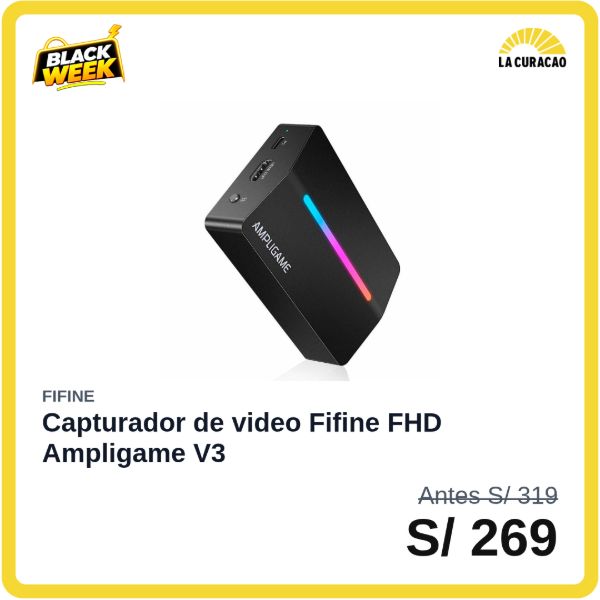 BLACK
WEEK
LA CURACAO
AMPLIGAME
FIFINE
Capturador de video Fifine FHD
Ampligame V3
Antes S/ 319
S/ 269